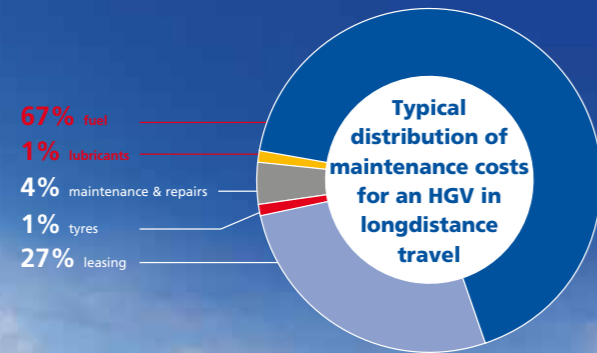 67% fuel
1% lubricants
4% maintenance & repairs
1% tyres
27% leasing
Typical
distribution of
maintenance costs
for an HGV in
longdistance
travel